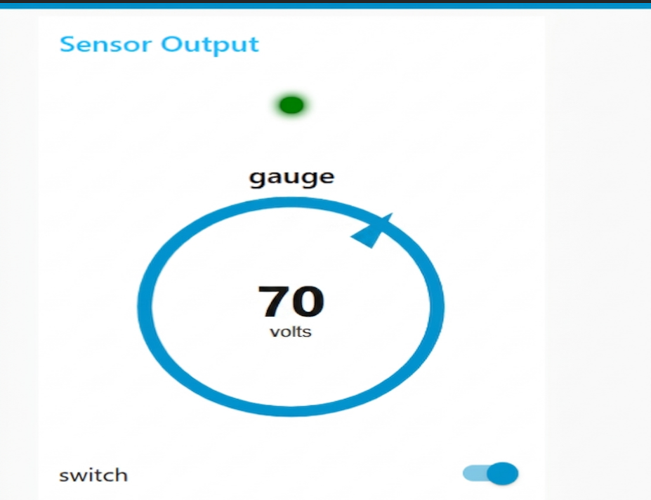 Sensor Output
gauge
70
volts
switch